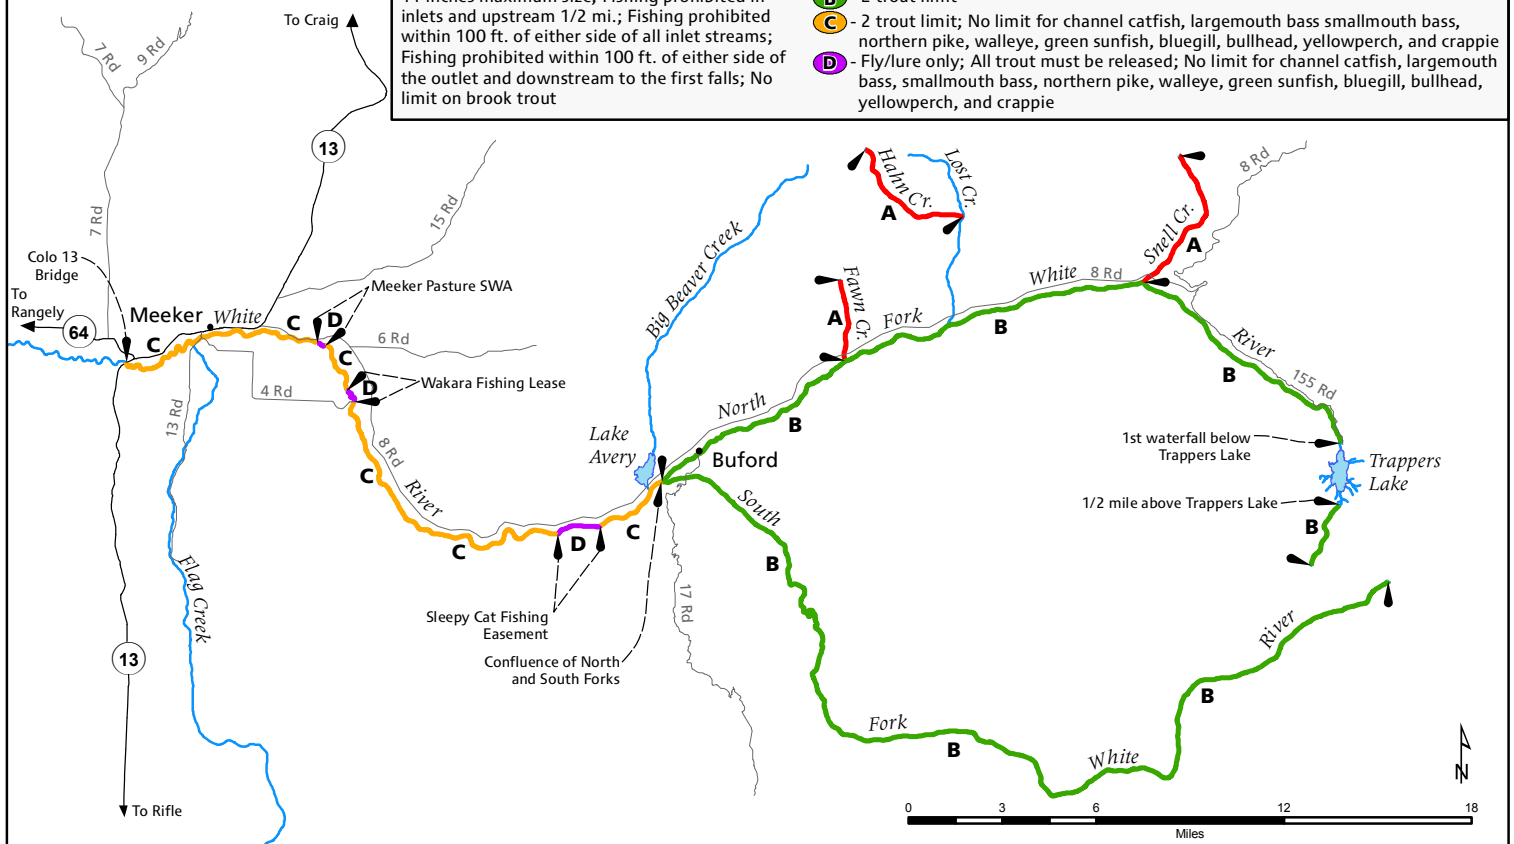 inlets and upstream 1/2 mi.; Fishing prohibited
within 100 ft. of either side of all inlet streams;
Fishing prohibited within 100 ft. of either side of
the outlet and downstream to the first falls; No
limit on brook trout
C - 2 trout limit; No limit for channel catfish, largemouth bass smallmouth bass,
northern pike, walleye, green sunfish, bluegill, bullhead, yellowperch, and crappie
D - Fly/lure only; All trout must be released; No limit for channel catfish, largemouth
bass, smallmouth bass, northern pike, walleye, green sunfish, bluegill, bullhead,
yellowperch, and crappie
To Craig
7 Rd
9 Rd
13
7 Rd
15 Rd
Colo 13
Bridge
To
Rangely
64
Meeker
White
C
C
D
Meeker Pasture SWA
6 Rd
C
D
Wakara Fishing Lease
4 Rd
13 Rd
8 Rd
C
River
C
D
C
Flag Creek
13
To Rifle
Sleepy Cat Fishing
Easement
Confluence of North
and South Forks
17 Rd
Lake
Avery
Big Beaver Creek
Buford
North
B
Fork
B
White
8 Rd
Hahn Cr.
A
Lost Cr.
Fawn Cr.
A
Snell Cr.
A
8 Rd
River
B
155 Rd
1st waterfall below
Trappers Lake
Trappers
Lake
1/2 mile above Trappers Lake
B
South
B
Fork
B
White
B
River
N
0
3
6
12
18
Miles